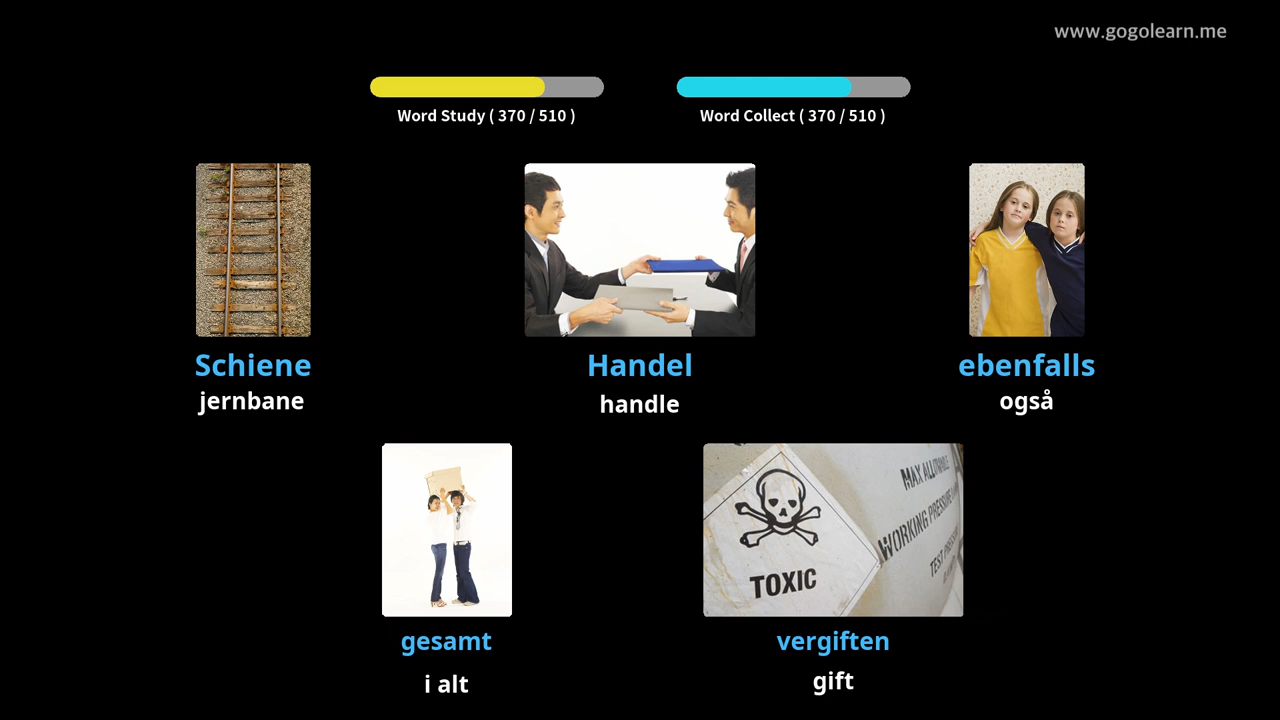 www.gogolearn.me
Word Study ( 370 / 510 )
Word Collect ( 370 / 510 )
Schiene
jernbane
Handel
handle
ebenfalls
også
TOXIC
MAX ALLOWABLE
WORKING PRESSURE
TEST PRESSURE
gesamt
i alt
vergiften
gift